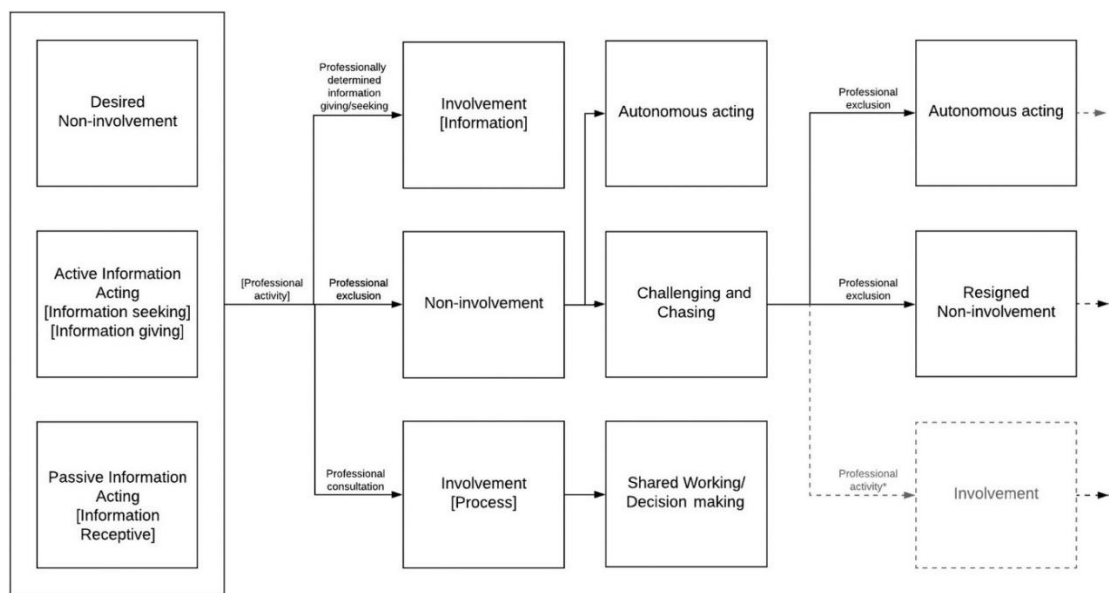 Desired
Non-involvement
Active Information
Acting
[Information seeking]
[Information giving]
Passive Information
Acting
[Information
Receptive]
[Professional
activity]
Professionally
determined
information
giving/seeking
Professional
exclusion
Professional
consultation
Involvement
[Information]
Non-involvement
Involvement
[Process]
Autonomous acting
Challenging and
Chasing
Shared Working/
Decision making
Professional
exclusion
Professional
exclusion
Professional
activity*
Autonomous acting
Resigned
Non-involvement
Involvement